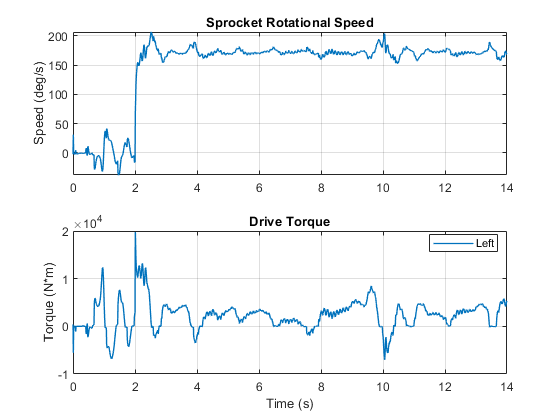 Sprocket Rotational Speed
200
150
100
50
0
Speed (deg/s)
0 2 4 6 8 10 12 14
Drive Torque
×10^4
2
1
0
-1
Torque (N*m)
Left
0 2 4 6 8 10 12 14
Time (s)